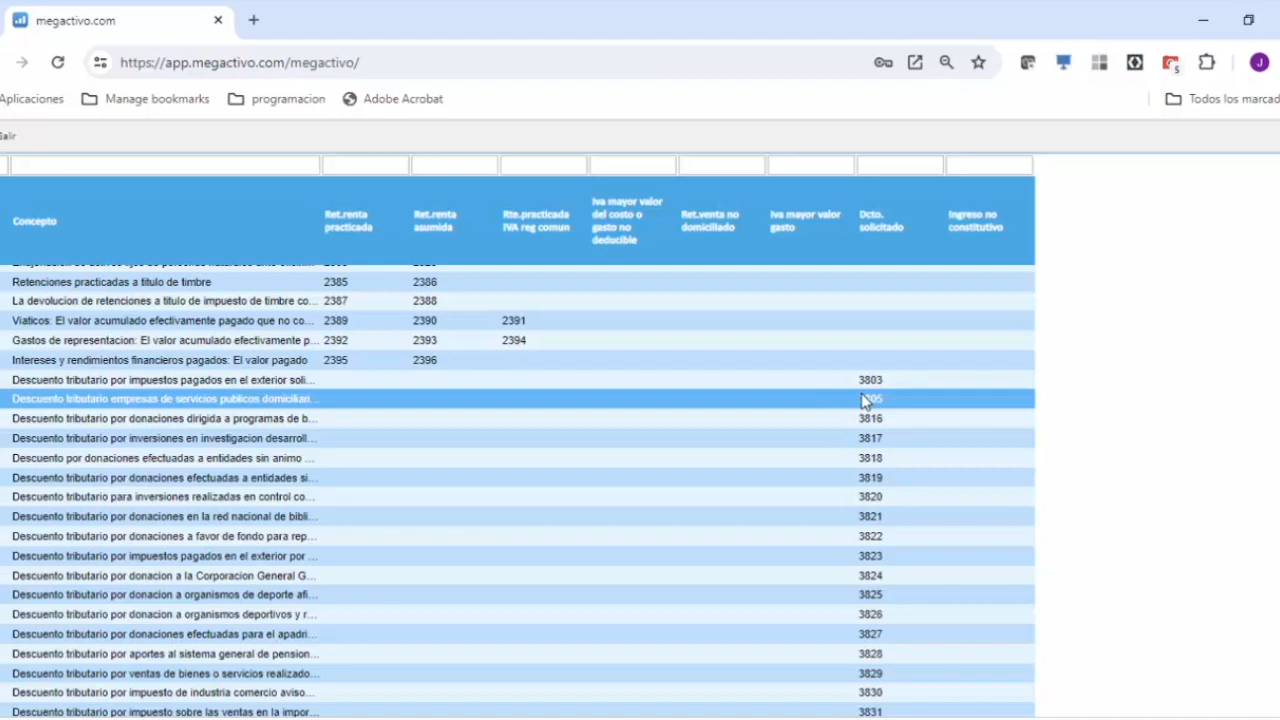 megactivo.com
https://app.megactivo.com/megactivo/
5
J
Aplicaciones Manage bookmarks programacion Adobe Acrobat Todos los marcad
Salir
Concepto Ret.renta practicada Ret.renta asumida Rte.practicada IVA reg comun Iva mayor valor del costo o gasto no deducible Ret.venta no domiciliado Iva mayor valor gasto Dcto. solicitado Ingreso no constitutivo
Retenciones practicadas a titulo de timbre 2385 2386
La devolucion de retenciones a titulo de impuesto de timbre co... 2387 2388
Viaticos: El valor acumulado efectivamente pagado que no co... 2389 2390 2391
Gastos de representacion: El valor acumulado efectivamente p... 2392 2393 2394
Intereses y rendimientos financieros pagados: El valor pagado 2395 2396
Descuento tributario por impuestos pagados en el exterior soli... 3803
Descuento tributario empresas de servicios publicos domiciliari...
Descuento tributario por donaciones dirigida a programas de b... 3816
Descuento tributario por inversiones en investigacion desarroll... 3817
Descuento por donaciones efectuadas a entidades sin animo ... 3818
Descuento tributario por donaciones efectuadas a entidades si... 3819
Descuento tributario para inversiones realizadas en control co... 3820
Descuento tributario por donaciones en la red nacional de bibli... 3821
Descuento tributario por donaciones a favor de fondo para rep... 3822
Descuento tributario por impuestos pagados en el exterior por ... 3823
Descuento tributario por donacion a la Corporacion General G... 3824
Descuento tributario por donacion a organismos de deporte afi... 3825
Descuento tributario por donacion a organismos deportivos y r... 3826
Descuento tributario por donaciones efectuadas para el apadri... 3827
Descuento tributario por aportes al sistema general de pension... 3828
Descuento tributario por ventas de bienes o servicios realizado... 3829
Descuento tributario por impuesto de industria comercio aviso... 3830
Descuento tributario por impuesto sobre las ventas en la impor... 3831